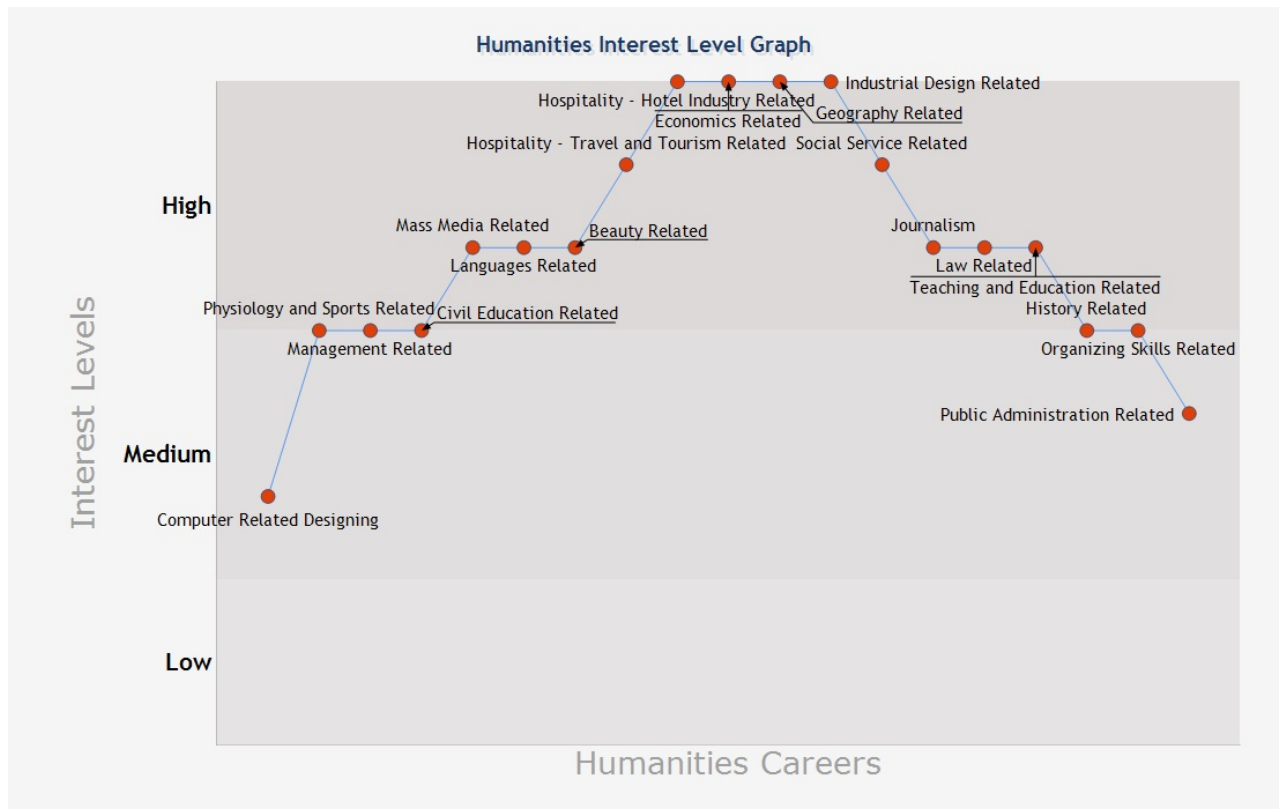 Humanities Interest Level Graph
Industrial Design Related
Hospitality - Hotel Industry Related
Geography Related
Economics Related
Hospitality - Travel and Tourism Related
Social Service Related
High
Mass Media Related
Beauty Related
Journalism
Languages Related
Law Related
Teaching and Education Related
Physiology and Sports Related
Civil Education Related
History Related
Management Related
Organizing Skills Related
Interest Levels
Public Administration Related
Medium
Computer Related Designing
Low
Humanities Careers